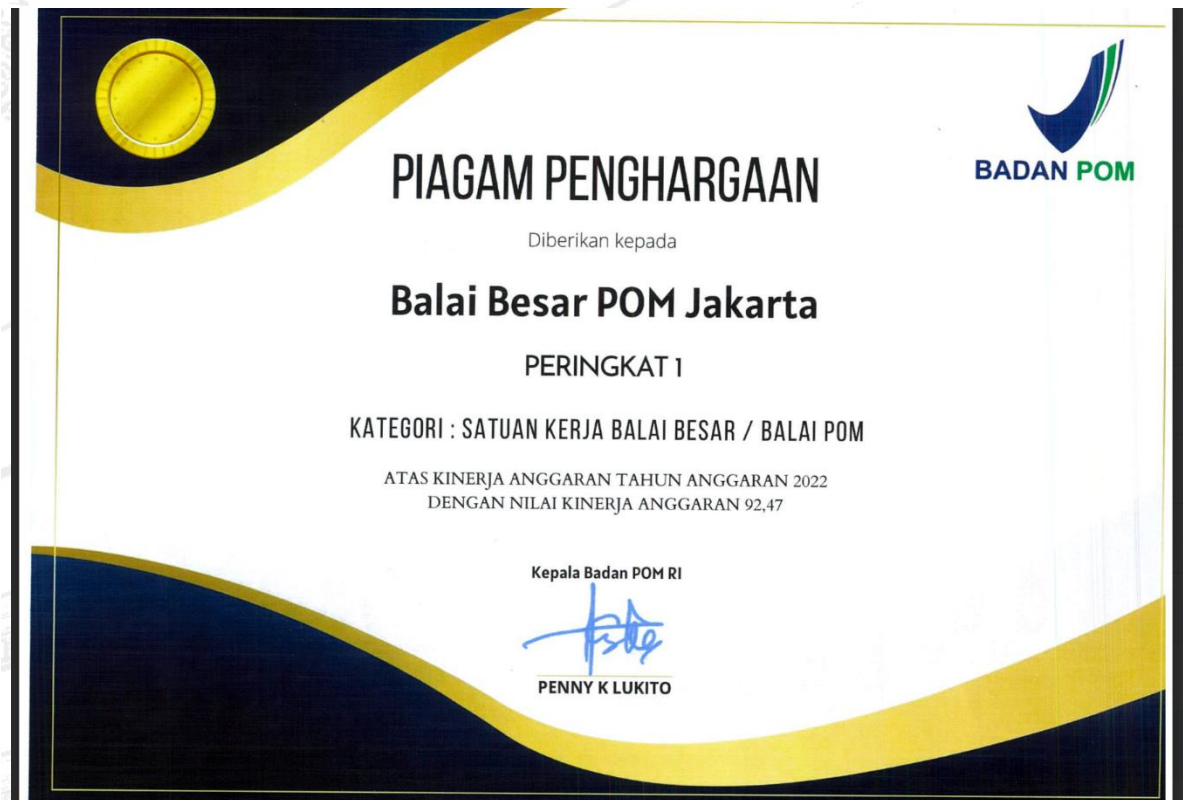 BADAN POM
PIAGAM PENGHARGAAN
Diberikan kepada
Balai Besar POM Jakarta
PERINGKAT 1
KATEGORI : SATUAN KERJA BALAI BESAR / BALAI POM
ATAS KINERJA ANGGARAN TAHUN ANGGARAN 2022
DENGAN NILAI KINERJA ANGGARAN 92,47
Kepala Badan POM RI
PENNY K LUKITO